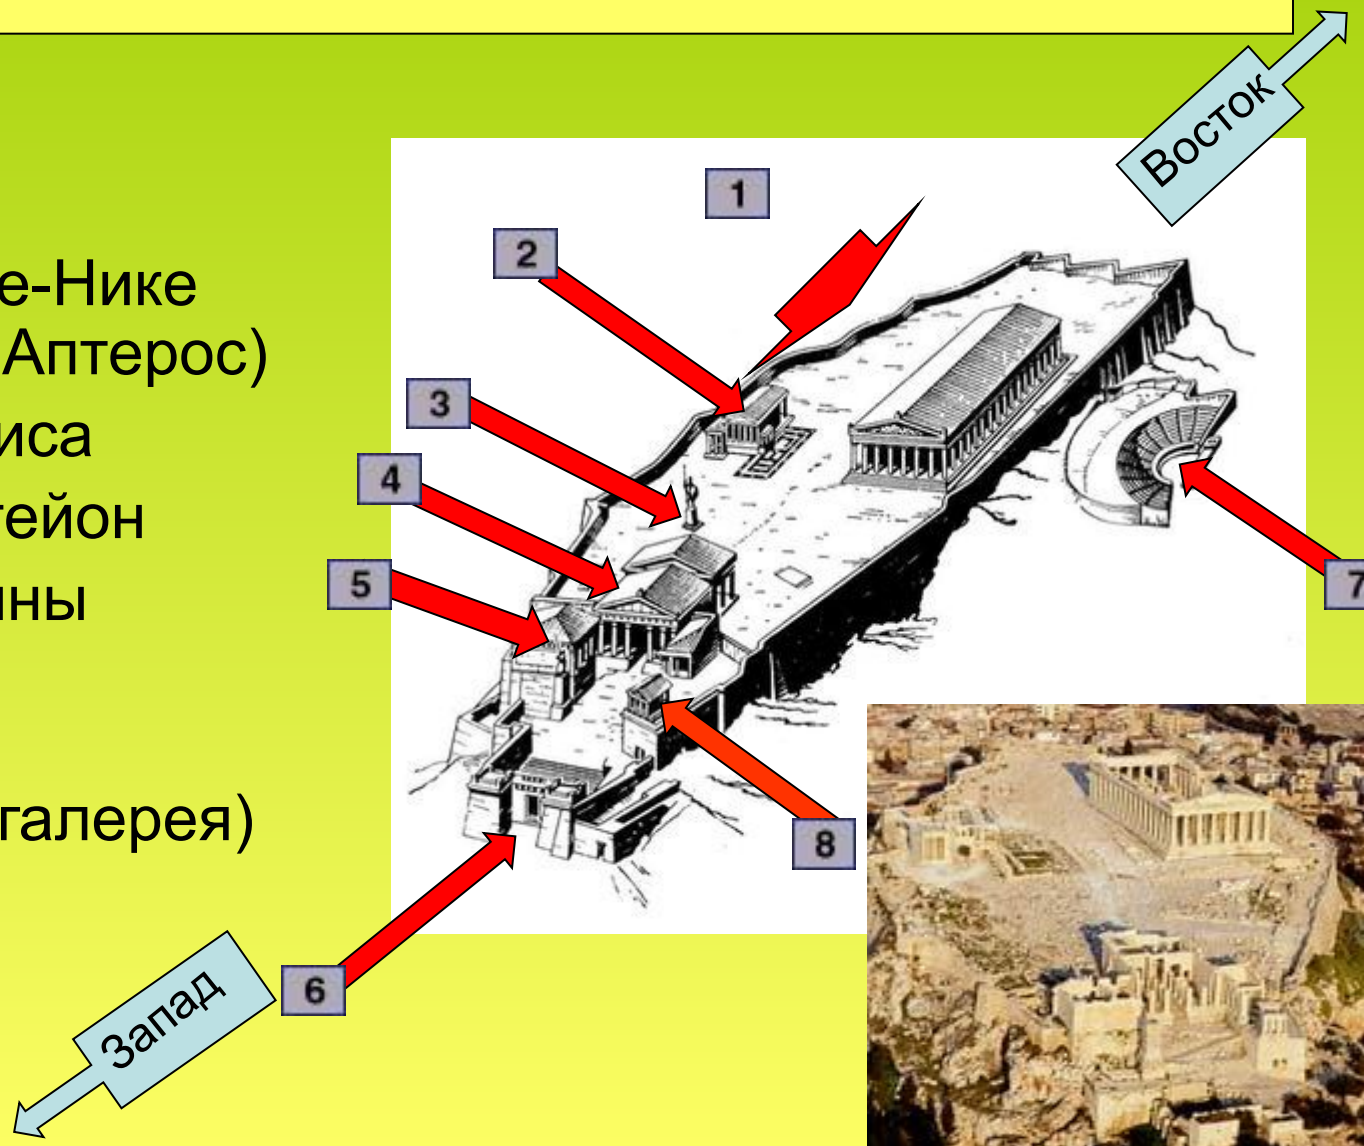 Восток
1
2
е-Нике
Аптерос)
3
иса
4
тейон
5
ины
7
галерея)
8
6
Запад